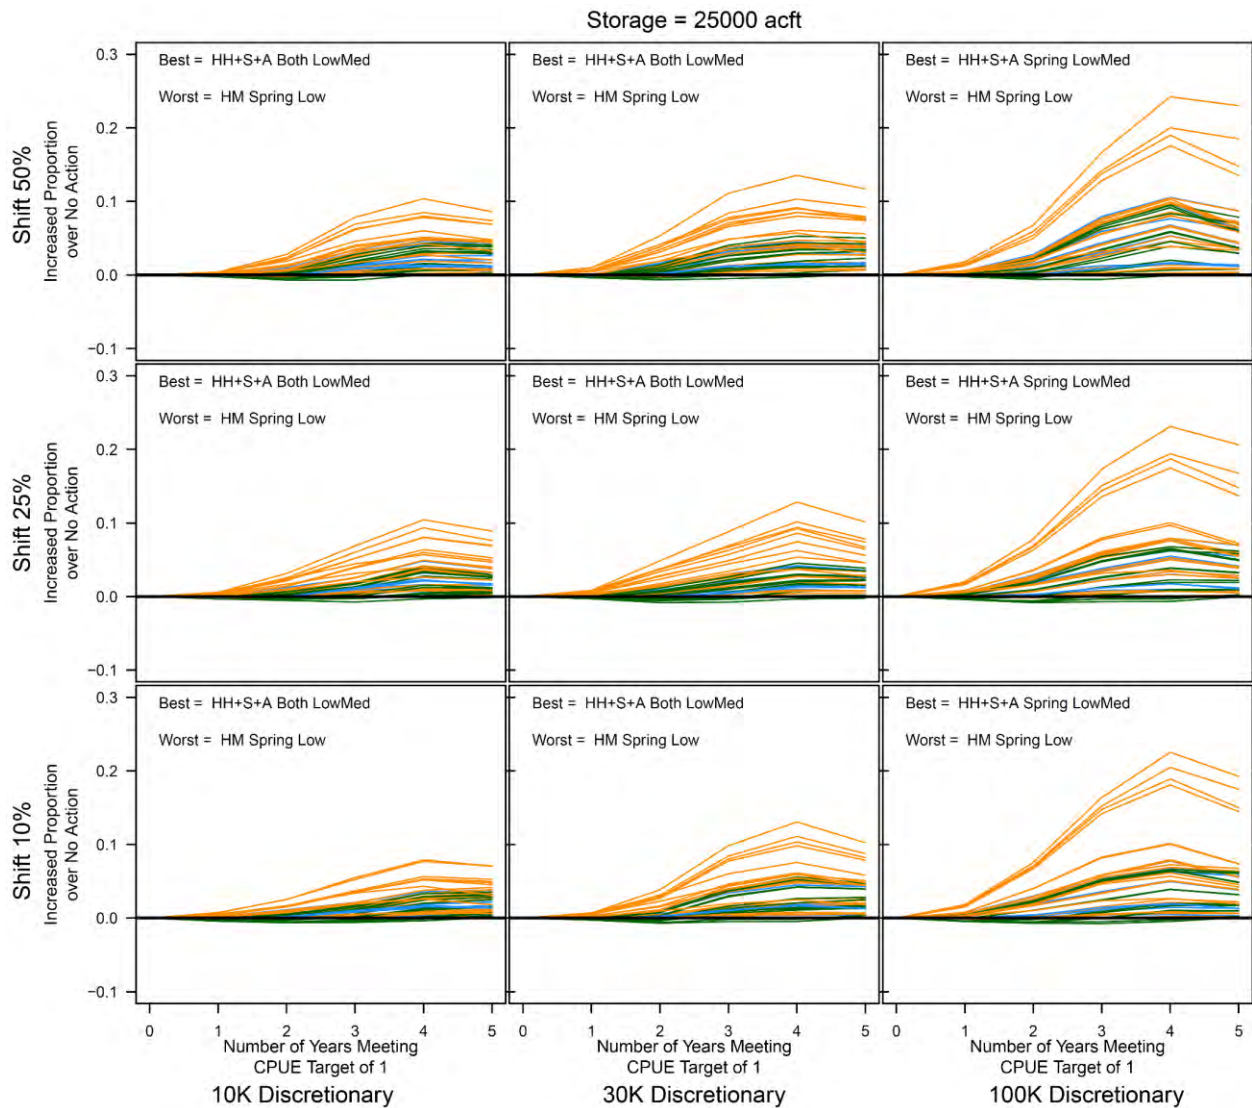 Storage = 25000 acft
Shift 50%
Increased Proportion
over No Action
0.3
0.2
0.1
0.0
−0.1
Best = HH+S+A Both LowMed
Worst = HM Spring Low
Best = HH+S+A Both LowMed
Worst = HM Spring Low
Best = HH+S+A Spring LowMed
Worst = HM Spring Low
Shift 25%
Increased Proportion
over No Action
0.3
0.2
0.1
0.0
−0.1
Best = HH+S+A Both LowMed
Worst = HM Spring Low
Best = HH+S+A Both LowMed
Worst = HM Spring Low
Best = HH+S+A Spring LowMed
Worst = HM Spring Low
Shift 10%
Increased Proportion
over No Action
0.3
0.2
0.1
0.0
−0.1
Best = HH+S+A Both LowMed
Worst = HM Spring Low
Best = HH+S+A Both LowMed
Worst = HM Spring Low
Best = HH+S+A Spring LowMed
Worst = HM Spring Low
0 1 2 3 4 5
Number of Years Meeting
CPUE Target of 1
10K Discretionary
0 1 2 3 4 5
Number of Years Meeting
CPUE Target of 1
30K Discretionary
0 1 2 3 4 5
Number of Years Meeting
CPUE Target of 1
100K Discretionary